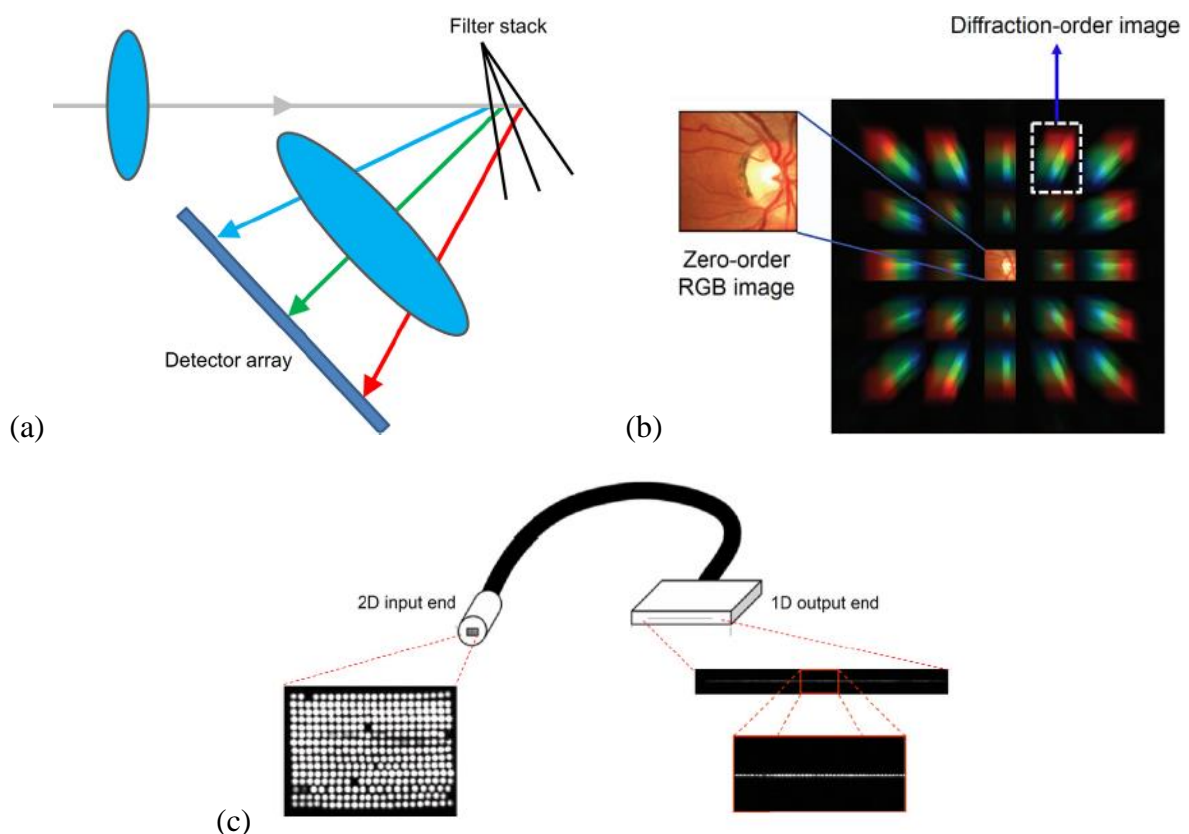 Filter stack
Detector array
(a)
Diffraction-order image
Zero-order
RGB image
(b)
2D input end
1D output end
(c)